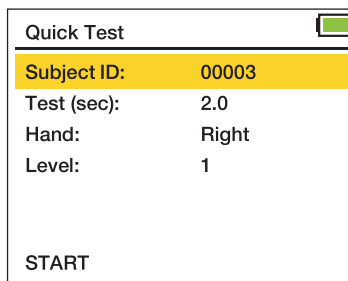 Quick Test
Subject ID: 00003
Test (sec): 2.0
Hand: Right
Level: 1
START